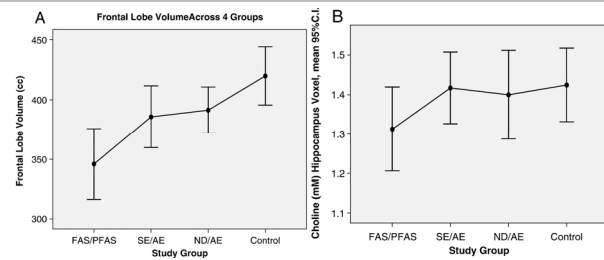 A
Frontal Lobe VolumeAcross 4 Groups
Frontal Lobe Volume (cc)
450
400
350
300
FAS/PFAS SE/AE ND/AE Control
Study Group
B
Choline (mM) Hippocampus Voxel, mean 95%C.I.
1.5
1.4
1.3
1.2
1.1
FAS/PFAS SE/AE ND/AE Control
Study Group